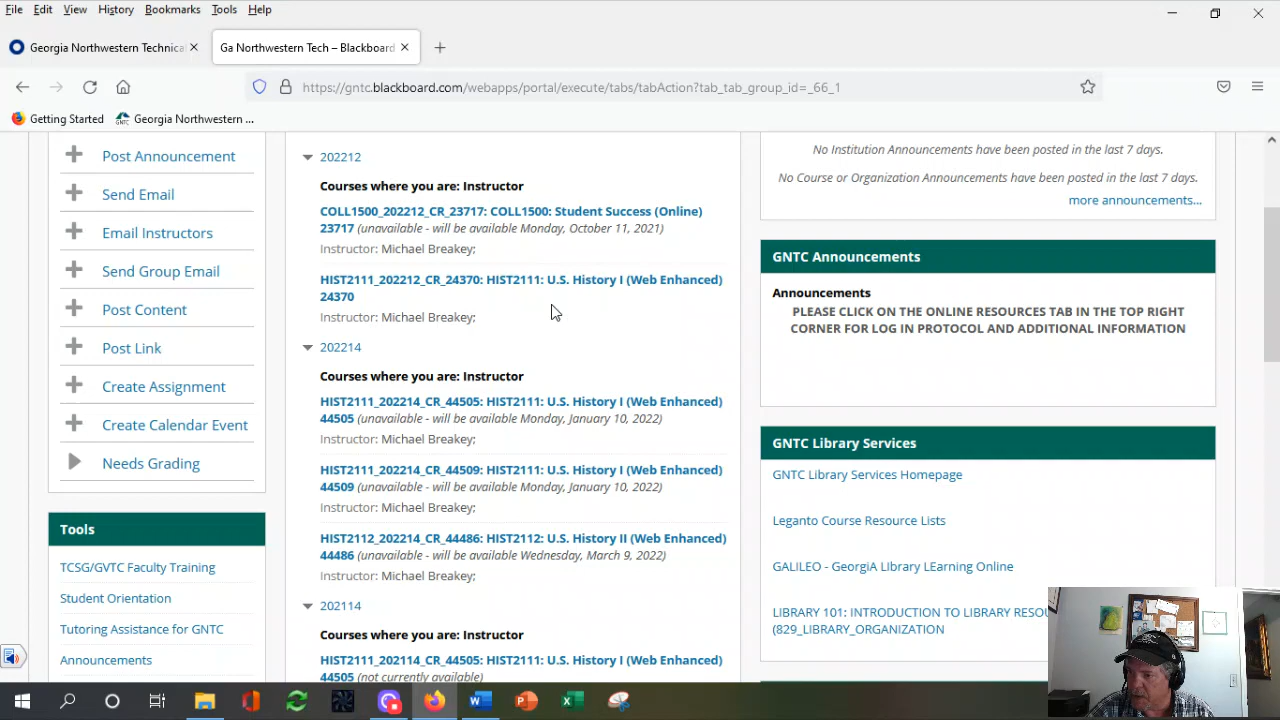 File Edit View History Bookmarks Tools Help
Georgia Northwestern Technica
Ga Northwestern Tech – Blackboard
https://gntc.blackboard.com/webapps/portal/execute/tabs/tabAction?tab_tab_group_id=_66_1
Getting Started
Georgia Northwestern ...
Post Announcement
Send Email
Email Instructors
Send Group Email
Post Content
Post Link
Create Assignment
Create Calendar Event
Needs Grading
Tools
TCSG/GVTC Faculty Training
Student Orientation
Tutoring Assistance for GNTC
Announcements
202212
Courses where you are: Instructor
COLL1500_202212_CR_23717: COLL1500: Student Success (Online)
23717 (unavailable - will be available Monday, October 11, 2021)
Instructor: Michael Breakey;
HIST2111_202212_CR_24370: HIST2111: U.S. History I (Web Enhanced)
24370
Instructor: Michael Breakey;
202214
Courses where you are: Instructor
HIST2111_202214_CR_44505: HIST2111: U.S. History I (Web Enhanced)
44505 (unavailable - will be available Monday, January 10, 2022)
Instructor: Michael Breakey;
HIST2111_202214_CR_44509: HIST2111: U.S. History I (Web Enhanced)
44509 (unavailable - will be available Monday, January 10, 2022)
Instructor: Michael Breakey;
HIST2112_202214_CR_44486: HIST2112: U.S. History II (Web Enhanced)
44486 (unavailable - will be available Wednesday, March 9, 2022)
Instructor: Michael Breakey;
202114
Courses where you are: Instructor
HIST2111_202114_CR_44505: HIST2111: U.S. History I (Web Enhanced)
44505 (not currently available)
No Institution Announcements have been posted in the last 7 days.
No Course or Organization Announcements have been posted in the last 7 days.
more announcements...
GNTC Announcements
Announcements
PLEASE CLICK ON THE ONLINE RESOURCES TAB IN THE TOP RIGHT
CORNER FOR LOG IN PROTOCOL AND ADDITIONAL INFORMATION
GNTC Library Services
GNTC Library Services Homepage
Leganto Course Resource Lists
GALILEO - GeorgiA LIbrary LEarning Online
LIBRARY 101: INTRODUCTION TO LIBRARY RESOU
(829_LIBRARY_ORGANIZATION